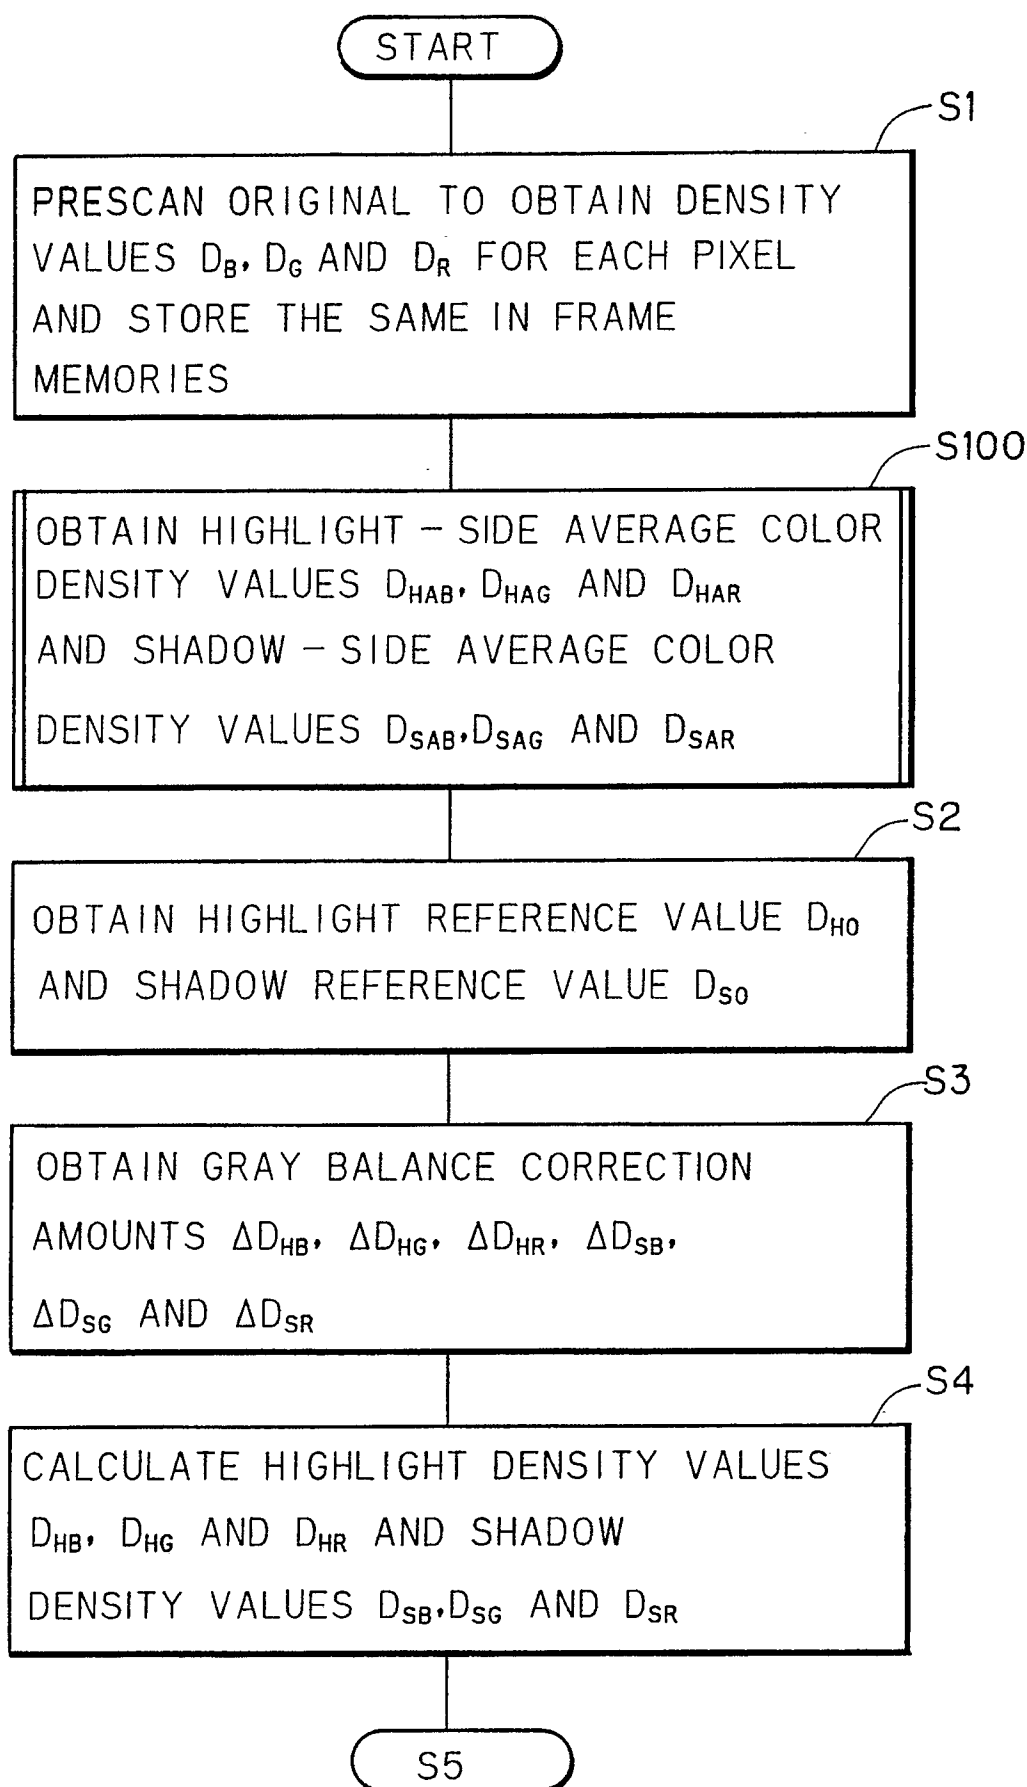 START
S1
PRESCAN ORIGINAL TO OBTAIN DENSITY
VALUES D_B, D_G AND D_R FOR EACH PIXEL
AND STORE THE SAME IN FRAME
MEMORIES
S100
OBTAIN HIGHLIGHT - SIDE AVERAGE COLOR
DENSITY VALUES D_HAB, D_HAG AND D_HAR
AND SHADOW - SIDE AVERAGE COLOR
DENSITY VALUES D_SAB, D_SAG AND D_SAR
S2
OBTAIN HIGHLIGHT REFERENCE VALUE D_H0
AND SHADOW REFERENCE VALUE D_S0
S3
OBTAIN GRAY BALANCE CORRECTION
AMOUNTS ΔD_HB, ΔD_HG, ΔD_HR, ΔD_SB,
ΔD_SG AND ΔD_SR
S4
CALCULATE HIGHLIGHT DENSITY VALUES
D_HB, D_HG AND D_HR AND SHADOW
DENSITY VALUES D_SB, D_SG AND D_SR
S5